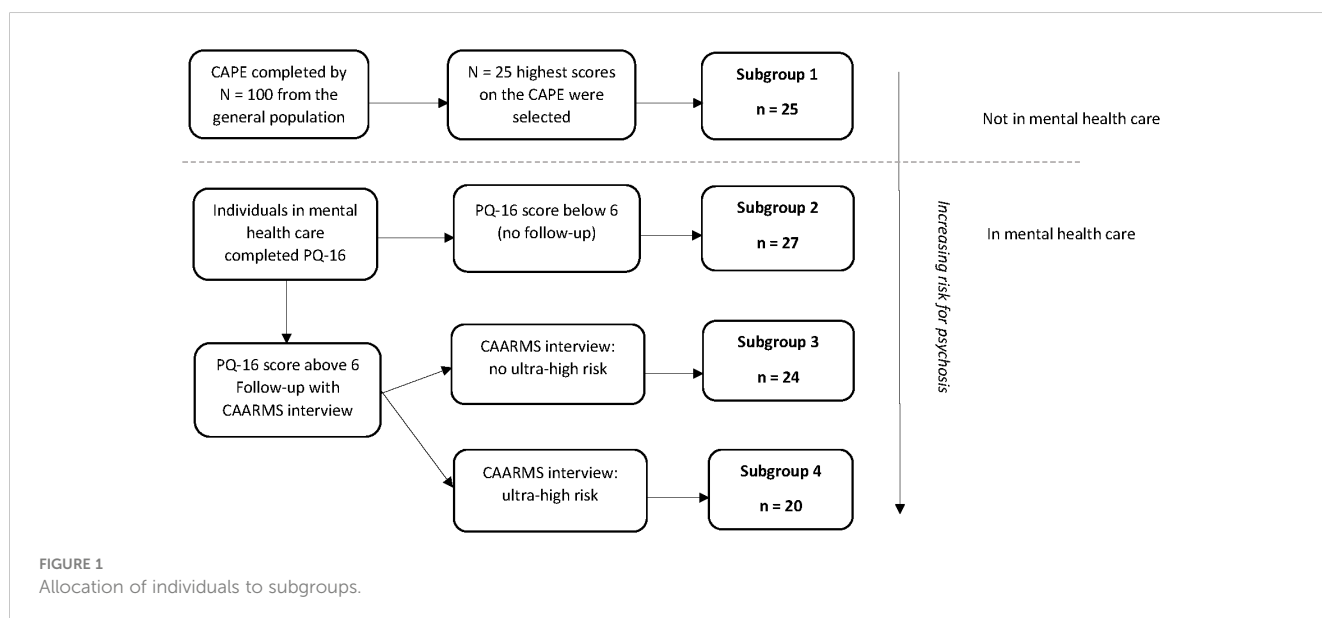 CAPE completed by
N = 100 from the
general population
N = 25 highest scores
on the CAPE were
selected
Subgroup 1
n = 25
Not in mental health care
Individuals in mental
health care
completed PQ-16
PQ-16 score below 6
(no follow-up)
Subgroup 2
n = 27
In mental health care
Increasing risk for psychosis
PQ-16 score above 6
Follow-up with
CAARMS interview
CAARMS interview:
no ultra-high risk
Subgroup 3
n = 24
CAARMS interview:
ultra-high risk
Subgroup 4
n = 20
FIGURE 1
Allocation of individuals to subgroups.